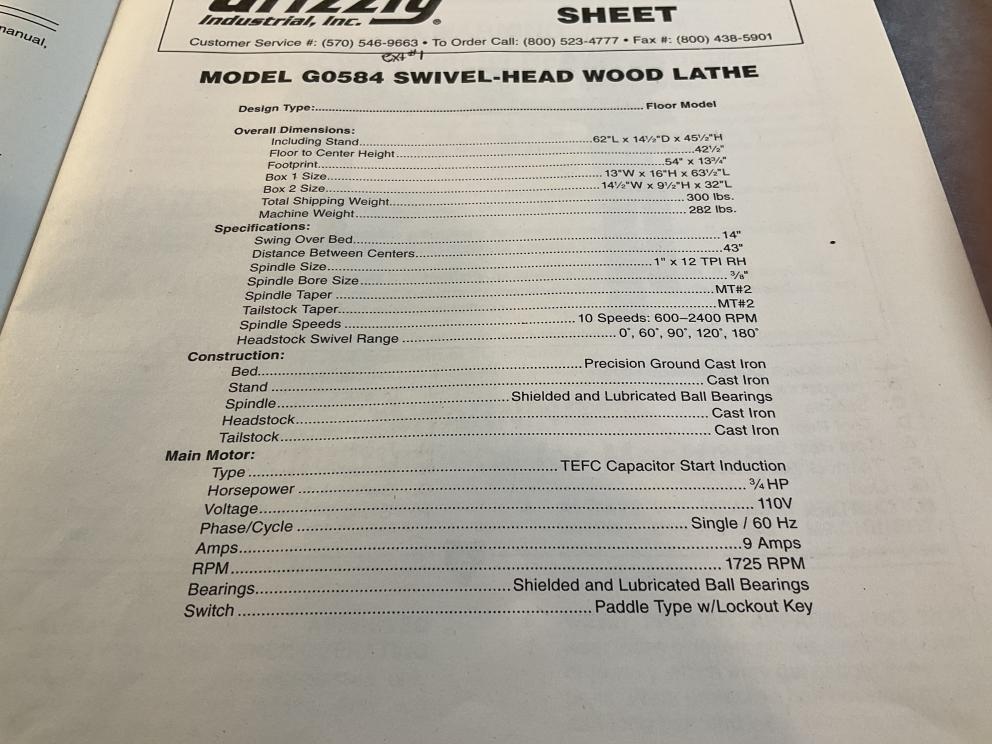 manual,
Grizzly ®
Industrial, Inc.
SHEET
Customer Service #: (570) 546-9663 • To Order Call: (800) 523-4777 • Fax #: (800) 438-5901
ext #1
MODEL G0584 SWIVEL-HEAD WOOD LATHE
Design Type: Floor Model
Overall Dimensions:
Including Stand 62"L x 14½"D x 45½"H
Floor to Center Height 42½"
Footprint 54" x 13¾"
Box 1 Size 13"W x 16"H x 63½"L
Box 2 Size 14½"W x 9½"H x 32"L
Total Shipping Weight 300 lbs.
Machine Weight 282 lbs.
Specifications:
Swing Over Bed 14"
Distance Between Centers 43"
Spindle Size 1" x 12 TPI RH
Spindle Bore Size ⅜"
Spindle Taper MT#2
Tailstock Taper MT#2
Spindle Speeds 10 Speeds: 600–2400 RPM
Headstock Swivel Range 0˚, 60˚, 90˚, 120˚, 180˚
Construction:
Bed Precision Ground Cast Iron
Stand Cast Iron
Spindle Shielded and Lubricated Ball Bearings
Headstock Cast Iron
Tailstock Cast Iron
Main Motor:
Type TEFC Capacitor Start Induction
Horsepower ¾ HP
Voltage 110V
Phase/Cycle Single / 60 Hz
Amps 9 Amps
RPM 1725 RPM
Bearings Shielded and Lubricated Ball Bearings
Switch Paddle Type w/Lockout Key